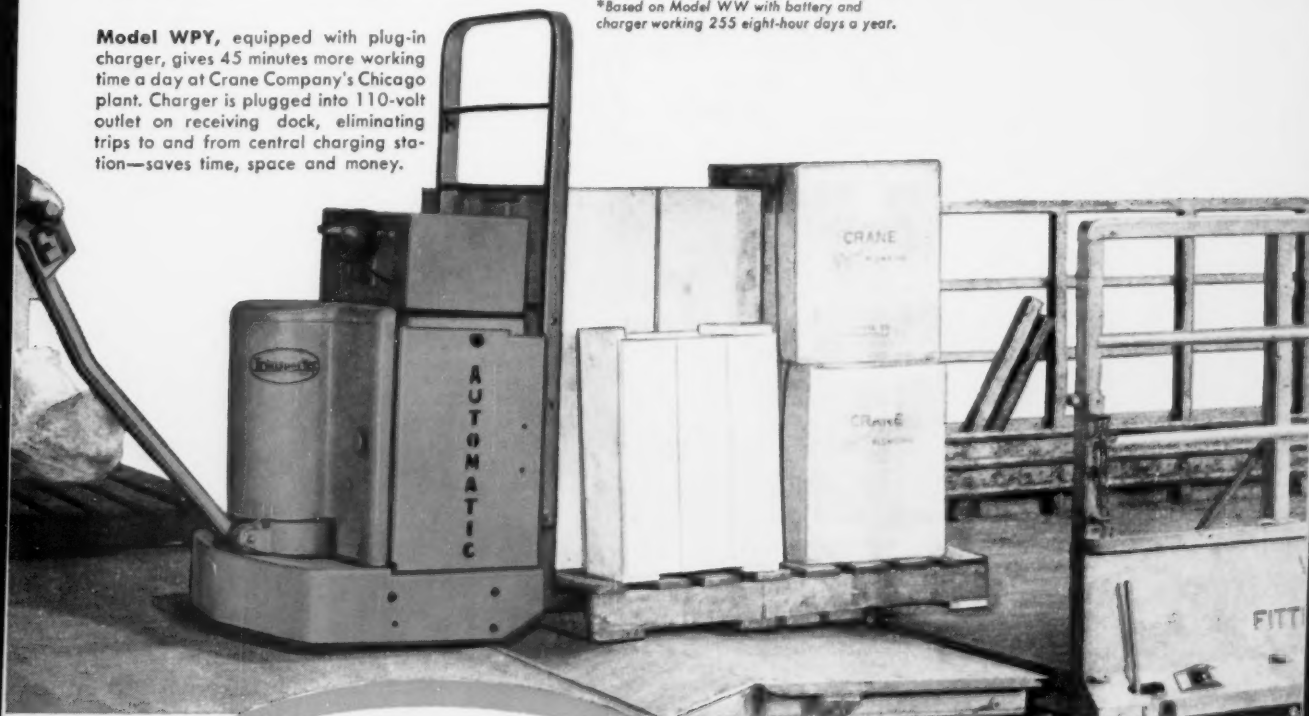 *Based on Model WW with battery and
charger working 255 eight-hour days a year.
Model WPY, equipped with plug-in
charger, gives 45 minutes more working
time a day at Crane Company's Chicago
plant. Charger is plugged into 110-volt
outlet on receiving dock, eliminating
trips to and from central charging sta-
tion—saves time, space and money.
AUTOMATIC
CRANE
CRANE
FITTI